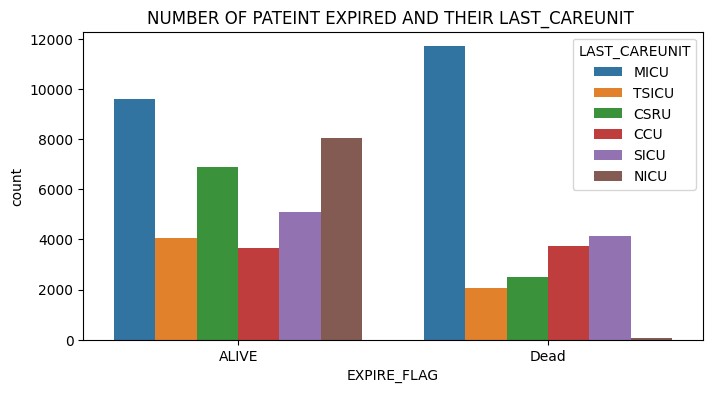 NUMBER OF PATEINT EXPIRED AND THEIR LAST_CAREUNIT
12000
10000
8000
6000
4000
2000
0
count
LAST_CAREUNIT
MICU
TSICU
CSRU
CCU
SICU
NICU
ALIVE
Dead
EXPIRE_FLAG